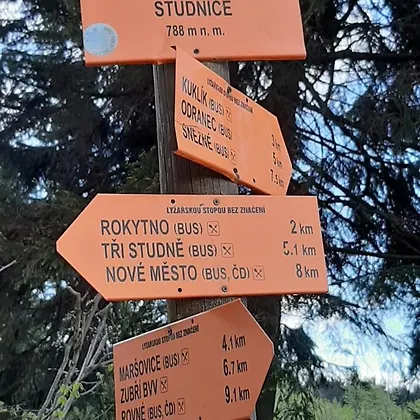 STUDNICE
788 m n. m.
LYŽAŘSKOU STOPOU BEZ ZNAČENÍ
KUKLÍK (BUS) 3 km
ODRANEC (BUS) 5 km
SNĚŽNÉ (BUS) 7.5 km
LYŽAŘSKOU STOPOU BEZ ZNAČENÍ
ROKYTNO (BUS) 2 km
TŘI STUDNĚ (BUS) 5.1 km
NOVÉ MĚSTO (BUS, ČD) 8 km
LYŽAŘSKOU STOPOU BEZ ZNAČENÍ
MARŠOVICE (BUS) 4.1 km
ZUBŘÍ BVV 6.7 km
ROVNÉ (BUS, ČD) 9.1 km